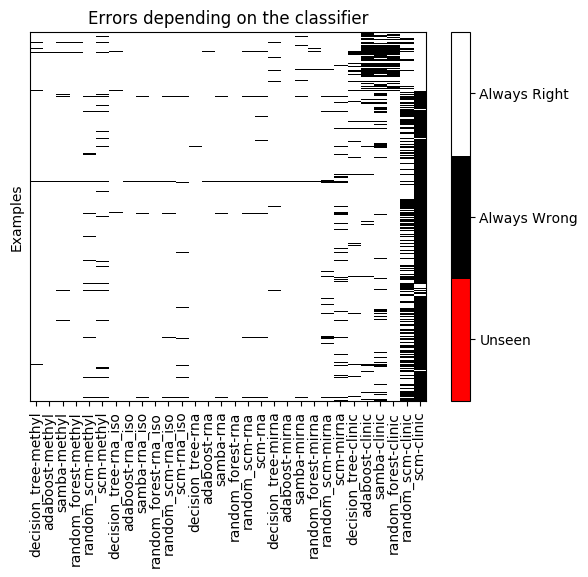 Errors depending on the classifier
Examples
Always Right
Always Wrong
Unseen
decision_tree-methyl
adaboost-methyl
samba-methyl
random_forest-methyl
random_scm-methyl
scm-methyl
decision_tree-rna_iso
adaboost-rna_iso
samba-rna_iso
random_forest-rna_iso
random_scm-rna_iso
scm-rna_iso
decision_tree-rna
adaboost-rna
samba-rna
random_forest-rna
random_scm-rna
scm-rna
decision_tree-mirna
adaboost-mirna
samba-mirna
random_forest-mirna
random_scm-mirna
scm-mirna
decision_tree-clinic
adaboost-clinic
samba-clinic
random_forest-clinic
random_scm-clinic
scm-clinic